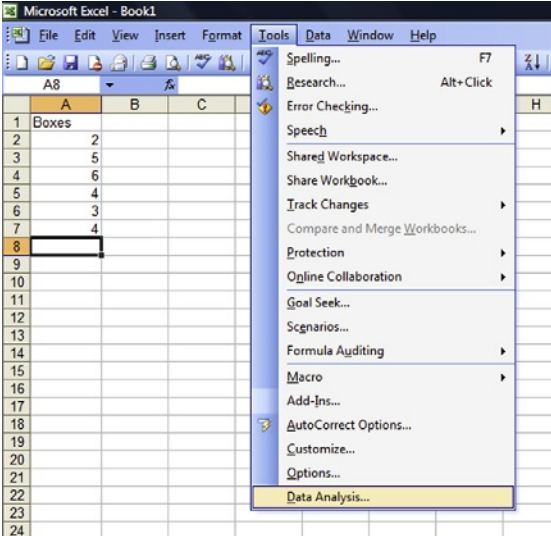 Microsoft Excel - Book1
File Edit View Insert Format Tools Data Window Help
A8 fx
A B C H
1 Boxes
2 2
3 5
4 6
5 4
6 3
7 4
8
9
10
11
12
13
14
15
16
17
18
19
20
21
22
23
24
Spelling... F7
Research... Alt+Click
Error Checking...
Speech
Shared Workspace...
Share Workbook...
Track Changes
Compare and Merge Workbooks...
Protection
Online Collaboration
Goal Seek...
Scenarios...
Formula Auditing
Macro
Add-Ins...
AutoCorrect Options...
Customize...
Options...
Data Analysis...